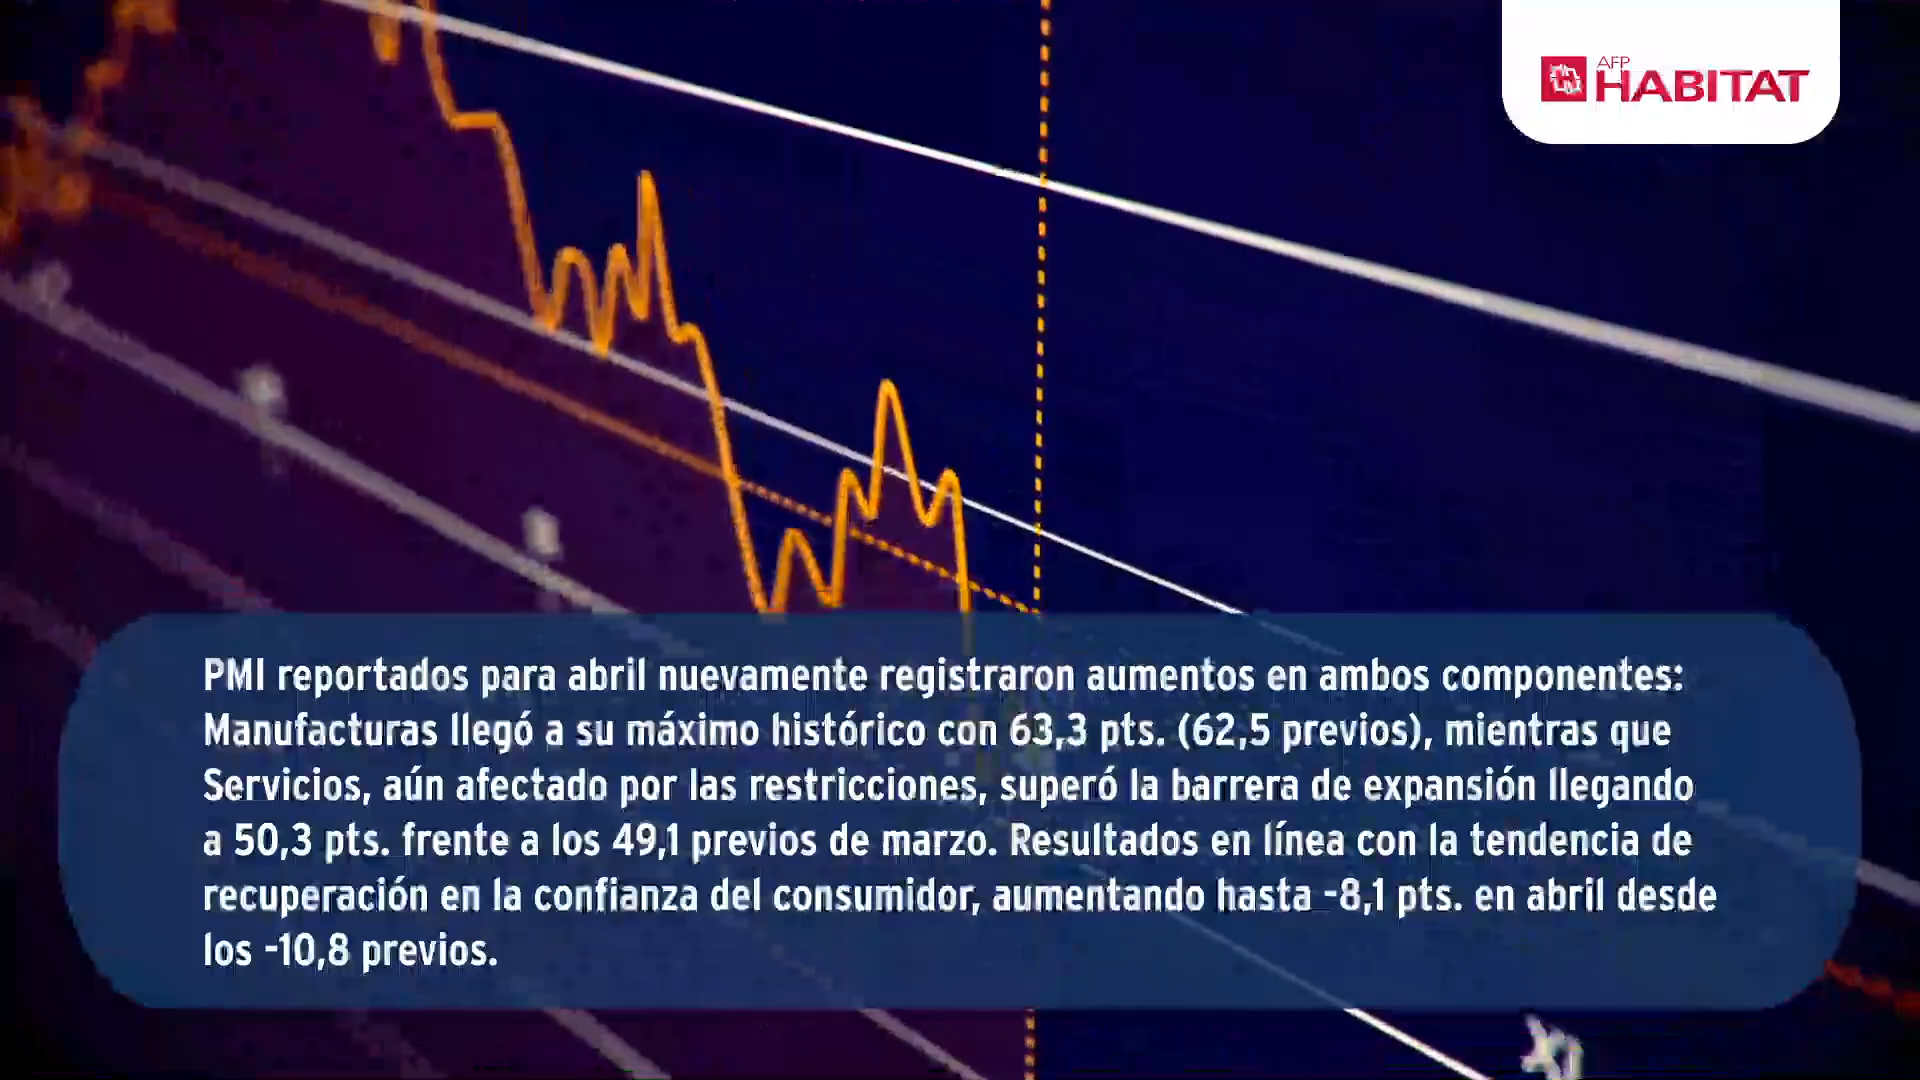 AFP
HABITAT
PMI reportados para abril nuevamente registraron aumentos en ambos componentes:
Manufacturas llegó a su máximo histórico con 63,3 pts. (62,5 previos), mientras que
Servicios, aún afectado por las restricciones, superó la barrera de expansión llegando
a 50,3 pts. frente a los 49,1 previos de marzo. Resultados en línea con la tendencia de
recuperación en la confianza del consumidor, aumentando hasta -8,1 pts. en abril desde
los -10,8 previos.